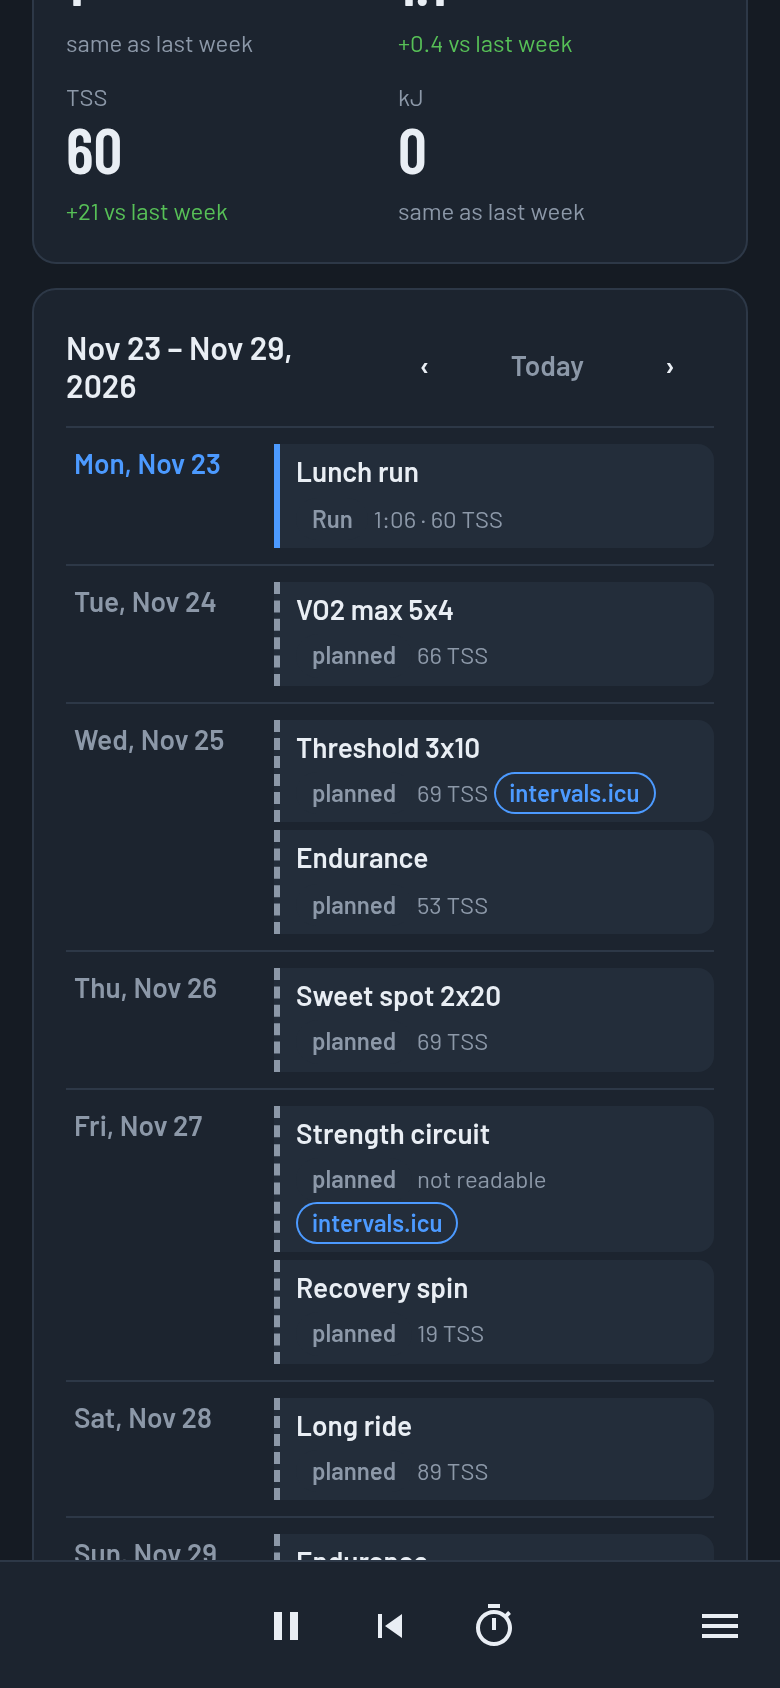 same as last week
+0.4 vs last week
TSS
kJ
60
0
+21 vs last week
same as last week
Nov 23 – Nov 29,
2026
‹
Today
›
Mon, Nov 23
Lunch run
Run 1:06 · 60 TSS
Tue, Nov 24
VO2 max 5x4
planned 66 TSS
Wed, Nov 25
Threshold 3x10
planned 69 TSS intervals.icu
Endurance
planned 53 TSS
Thu, Nov 26
Sweet spot 2x20
planned 69 TSS
Fri, Nov 27
Strength circuit
planned not readable
intervals.icu
Recovery spin
planned 19 TSS
Sat, Nov 28
Long ride
planned 89 TSS
Sun, Nov 29
Endurance